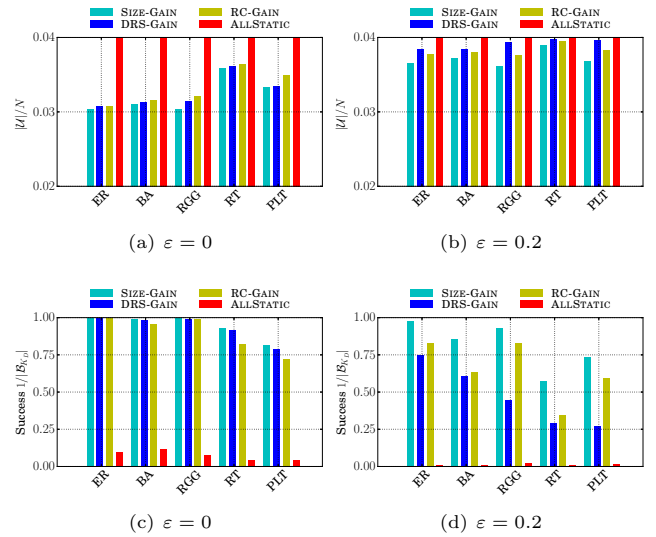 SIZE-GAIN RC-GAIN SIZE-GAIN RC-GAIN
DRS-GAIN ALLSTATIC DRS-GAIN ALLSTATIC
0.04 0.04
0.03 0.03
0.02 0.02
|𝒰|/N |𝒰|/N
ER BA RGG RT PLT ER BA RGG RT PLT
(a) ε = 0 (b) ε = 0.2
SIZE-GAIN RC-GAIN SIZE-GAIN RC-GAIN
DRS-GAIN ALLSTATIC DRS-GAIN ALLSTATIC
1.00 1.00
0.75 0.75
0.50 0.50
0.25 0.25
0.00 0.00
Success 1/|ℬ_{K_D}| Success 1/|ℬ_{K_D}|
ER BA RGG RT PLT ER BA RGG RT PLT
(c) ε = 0 (d) ε = 0.2